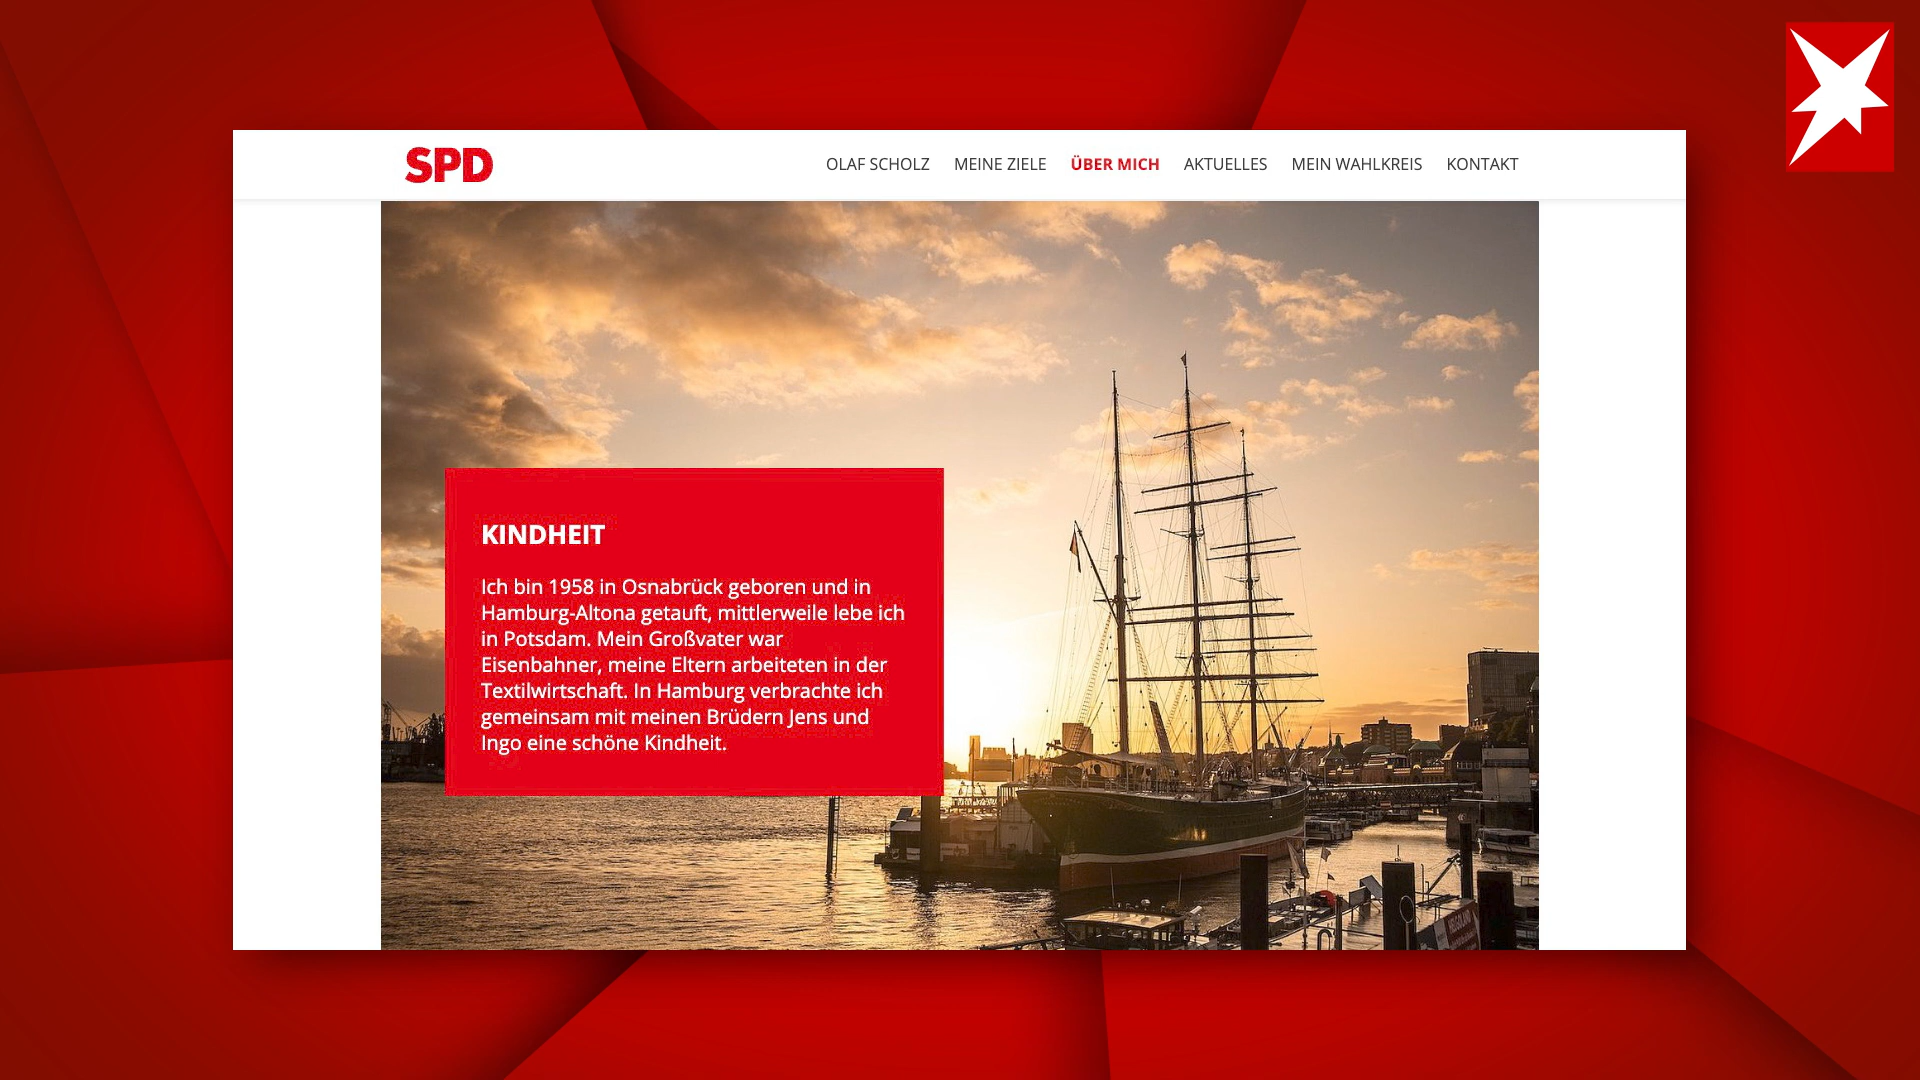 SPD
OLAF SCHOLZ MEINE ZIELE ÜBER MICH AKTUELLES MEIN WAHLKREIS KONTAKT
KINDHEIT
Ich bin 1958 in Osnabrück geboren und in
Hamburg-Altona getauft, mittlerweile lebe ich
in Potsdam. Mein Großvater war
Eisenbahner, meine Eltern arbeiteten in der
Textilwirtschaft. In Hamburg verbrachte ich
gemeinsam mit meinen Brüdern Jens und
Ingo eine schöne Kindheit.
HELGOLAND